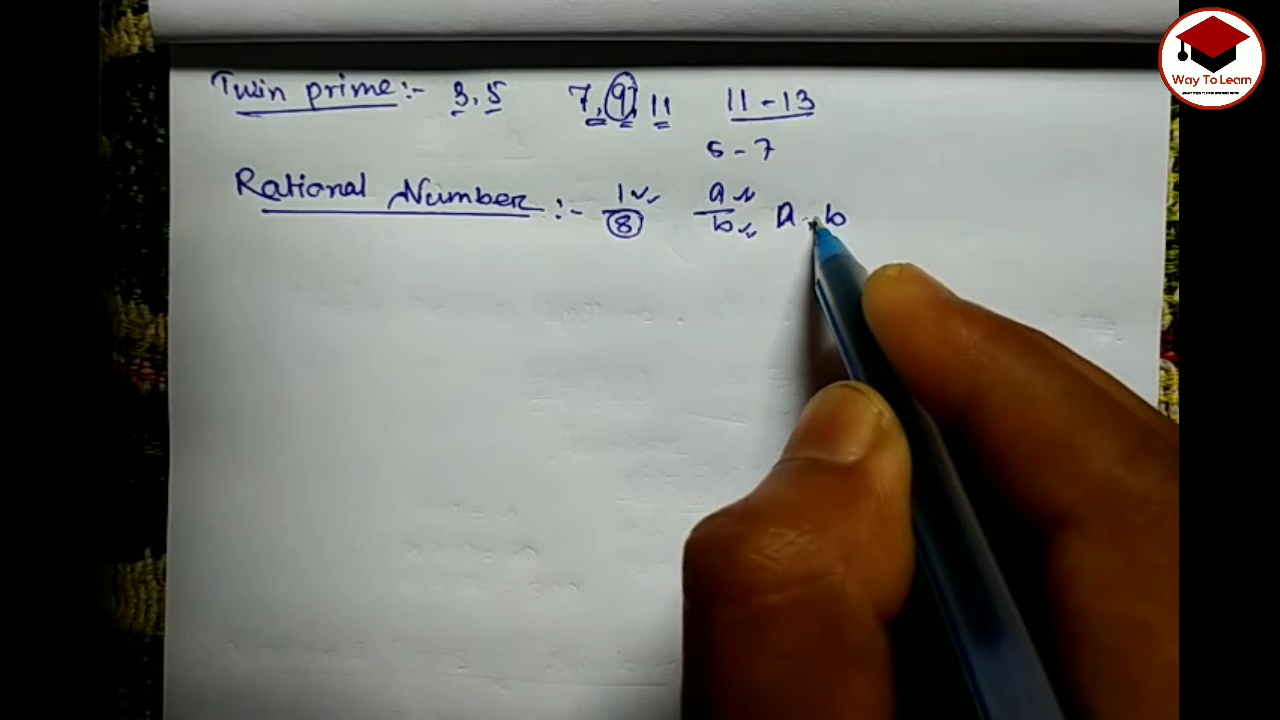 Twin prime :- 3, 5 7, 9, 11 11 - 13
5 - 7
Rational Number :- 1/8 a/b a, b
Way To Learn